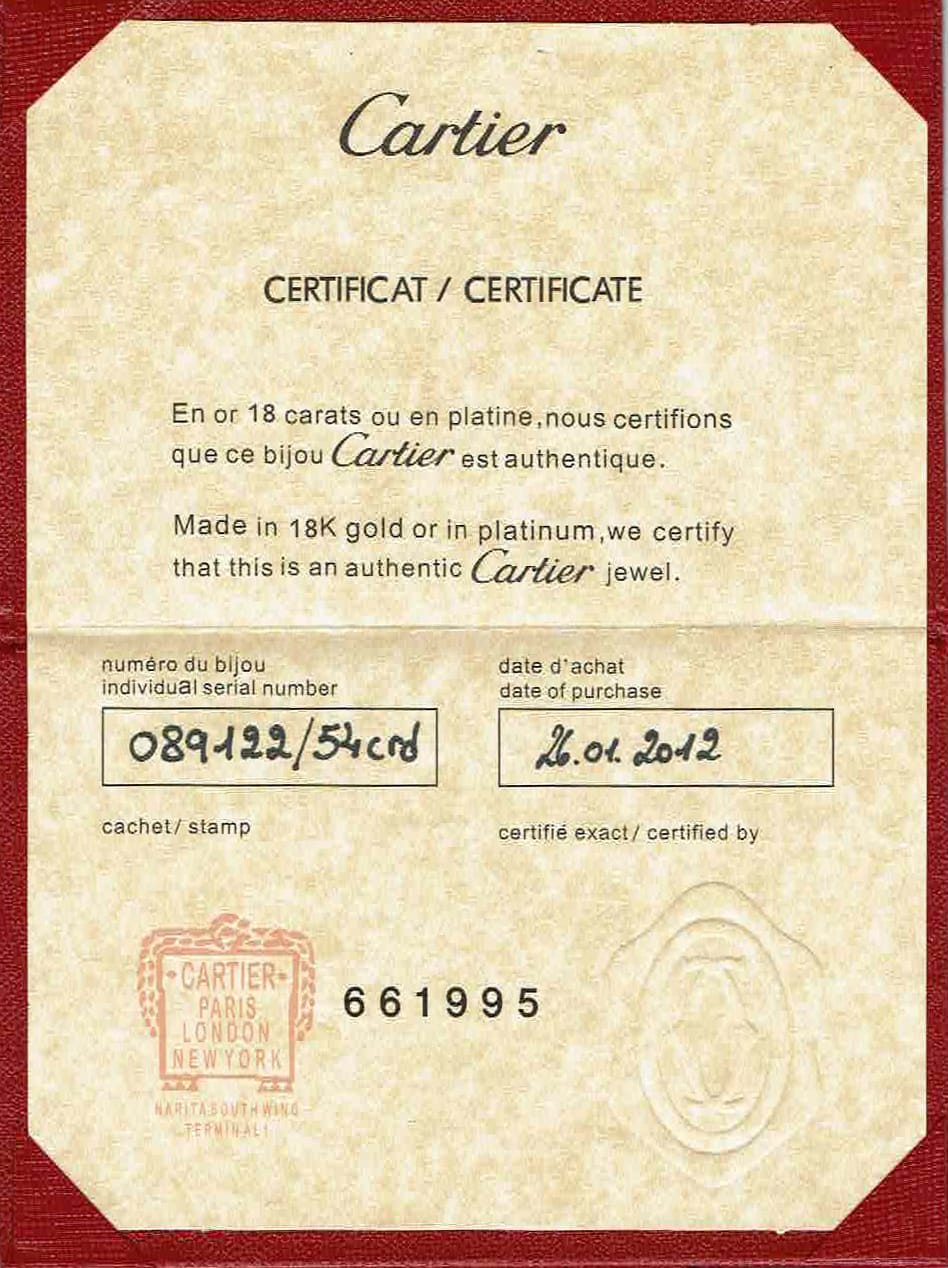 Cartier
CERTIFICAT / CERTIFICATE
En or 18 carats ou en platine,nous certifions
que ce bijou Cartier est authentique.
Made in 18K gold or in platinum,we certify
that this is an authentic Cartier jewel.
numéro du bijou
individual serial number
089122/54crd
date d'achat
date of purchase
26.01.2012
cachet/ stamp
certifié exact/ certified by
CARTIER
PARIS
LONDON
NEW YORK
NARITA SOUTH WING
TERMINAL1
661995